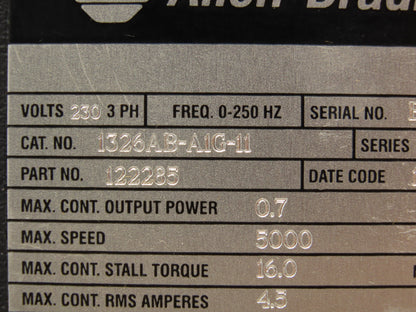 Allen-Bradl
VOLTS 230 3 PH FREQ. 0-250 HZ SERIAL NO.
CAT. NO. 1326AB-A1G-11 SERIES
PART NO. 122285 DATE CODE
MAX. CONT. OUTPUT POWER 0.7
MAX. SPEED 5000
MAX. CONT. STALL TORQUE 16.0
MAX. CONT. RMS AMPERES 4.5